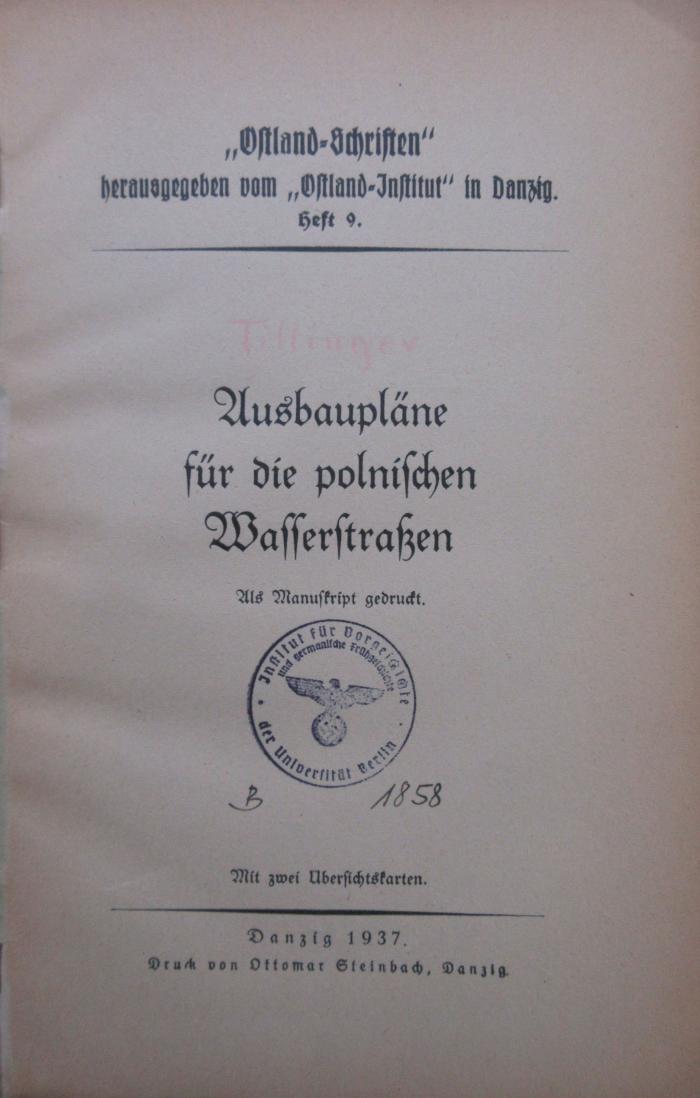 „Ostland-Schriften“
herausgegeben vom „Ostland-Institut“ in Danzig.
Heft 9.
Tillinger
Ausbaupläne
für die polnischen
Wasserstraßen
Als Manuskript gedruckt.
Institut für Vorgeschichte
und germanische Frühgeschichte
der Universität Berlin
B 1858
Mit zwei Übersichtskarten.
Danzig 1937.
Druck von Ottomar Steinbach, Danzig.